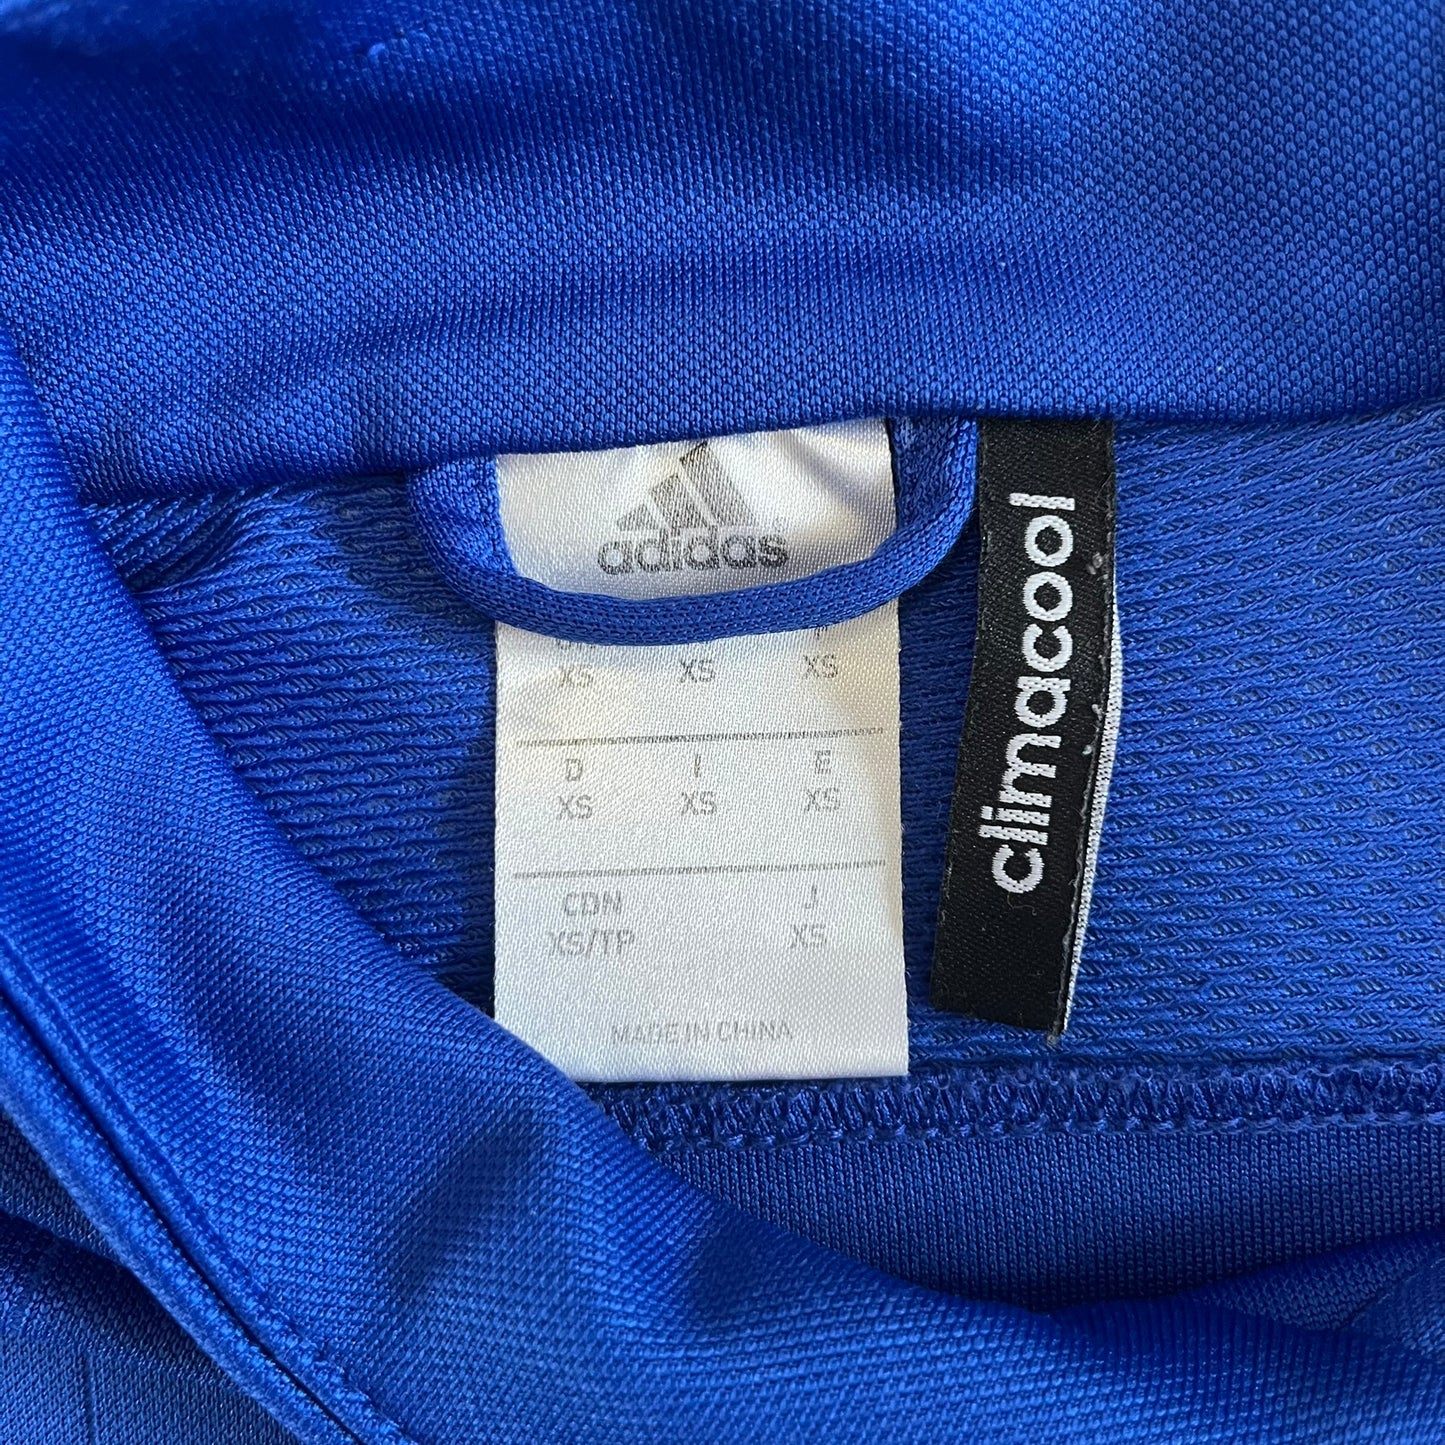 adidas
XS XS XS
D I E
XS XS XS
CDN J
XS/TP XS
MADE IN CHINA
climacool